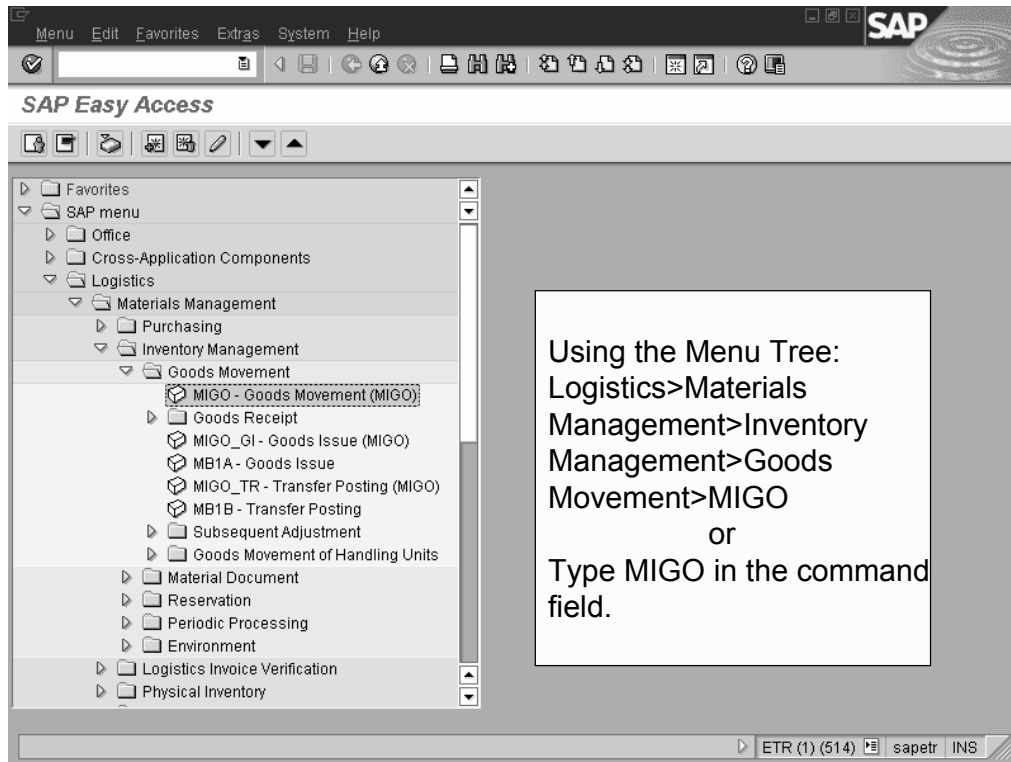 Menu Edit Favorites Extras System Help
SAP
SAP Easy Access
Favorites
SAP menu
Office
Cross-Application Components
Logistics
Materials Management
Purchasing
Inventory Management
Goods Movement
MIGO - Goods Movement (MIGO)
Goods Receipt
MIGO_GI - Goods Issue (MIGO)
MB1A - Goods Issue
MIGO_TR - Transfer Posting (MIGO)
MB1B - Transfer Posting
Subsequent Adjustment
Goods Movement of Handling Units
Material Document
Reservation
Periodic Processing
Environment
Logistics Invoice Verification
Physical Inventory
Using the Menu Tree:
Logistics>Materials
Management>Inventory
Management>Goods
Movement>MIGO
or
Type MIGO in the command
field.
ETR (1) (514) sapetr INS